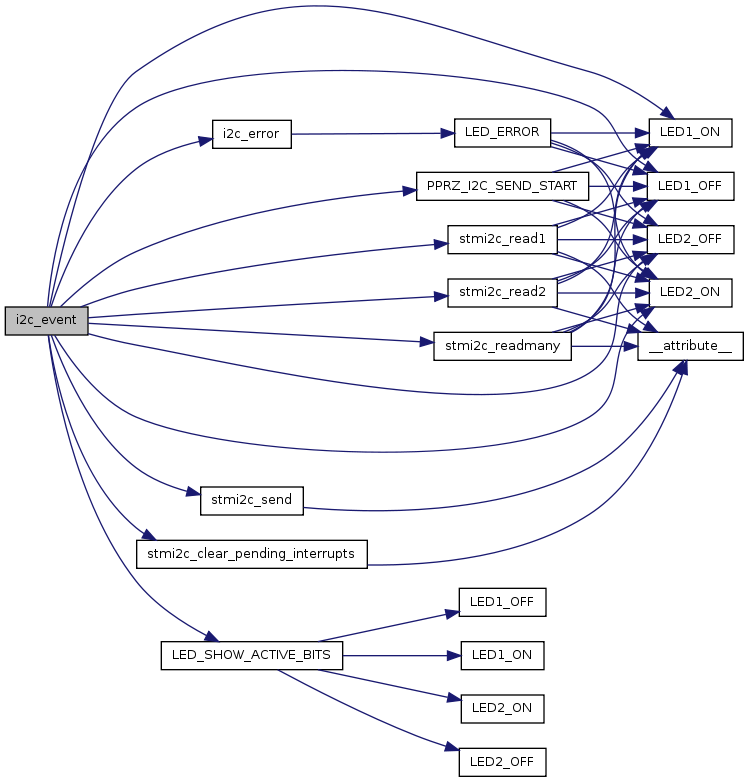 LED1_ON
i2c_error
LED_ERROR
PPRZ_I2C_SEND_START
LED1_OFF
stmi2c_read1
LED2_OFF
stmi2c_read2
LED2_ON
i2c_event
stmi2c_readmany
__attribute__
stmi2c_send
stmi2c_clear_pending_interrupts
LED1_OFF
LED_SHOW_ACTIVE_BITS
LED1_ON
LED2_ON
LED2_OFF